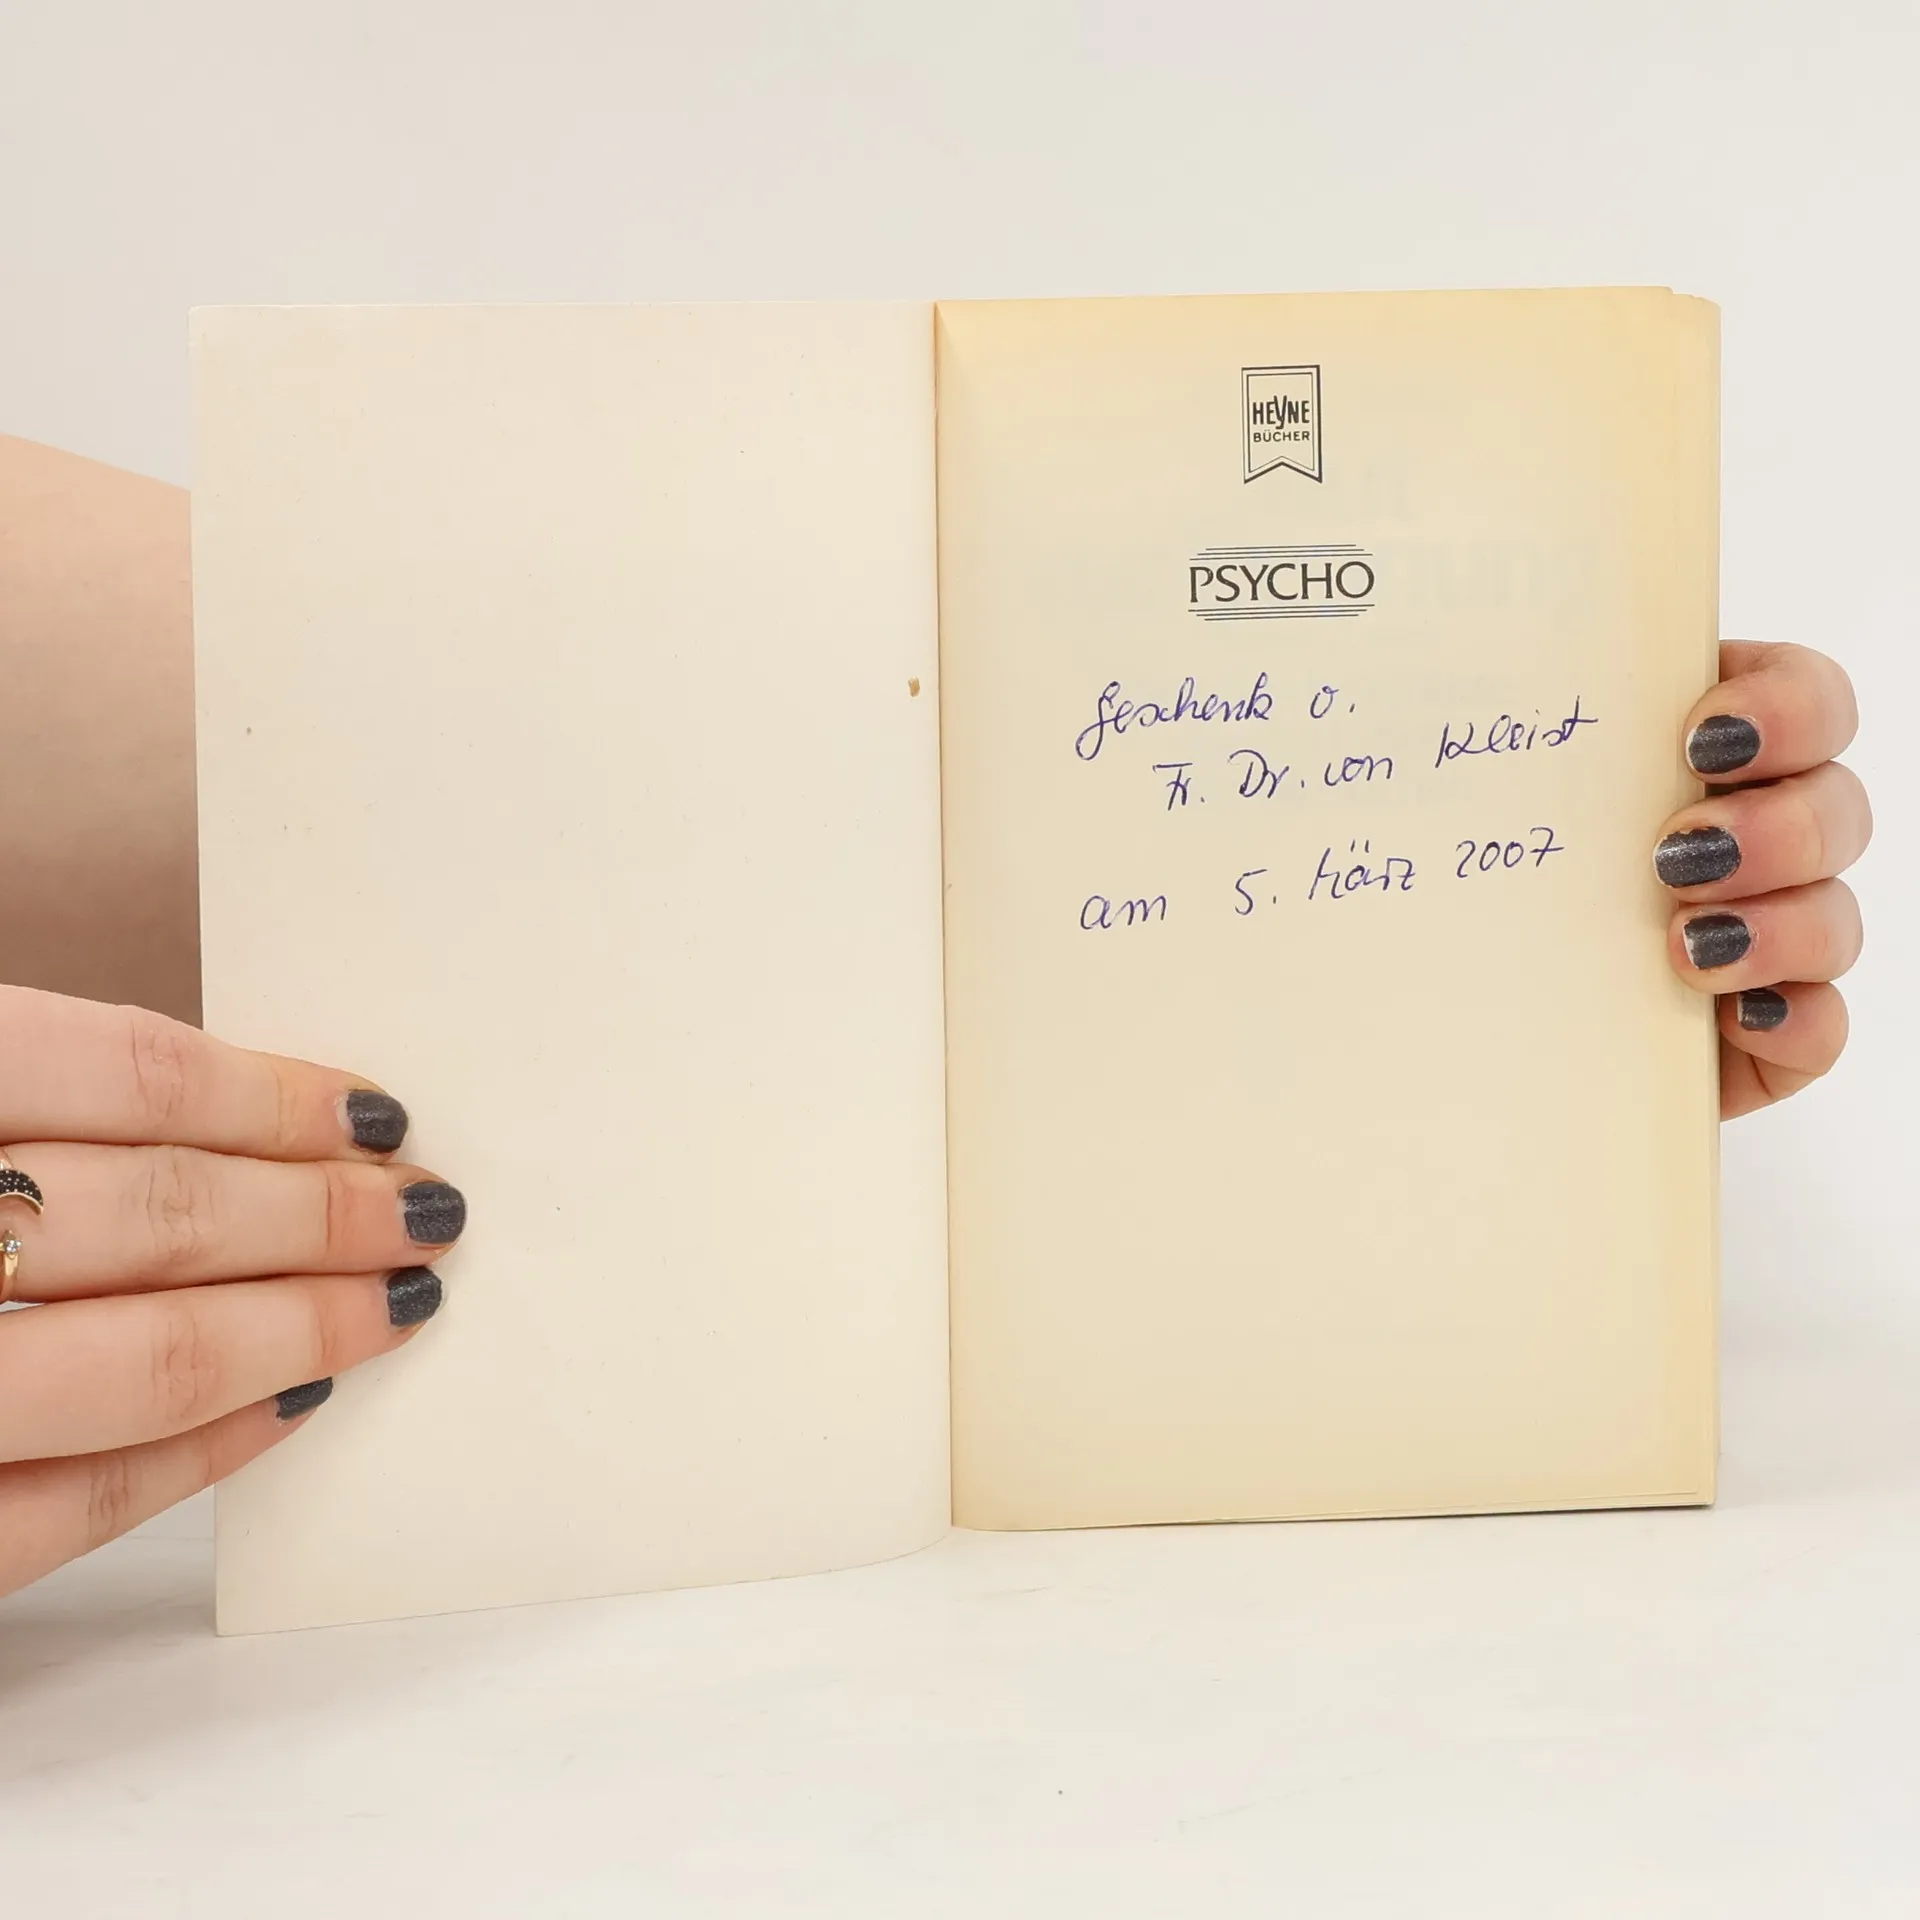 HEYNE
BÜCHER
PSYCHO
Geschenk v.
Fr. Dr. von Kleist
am 5. März 2007